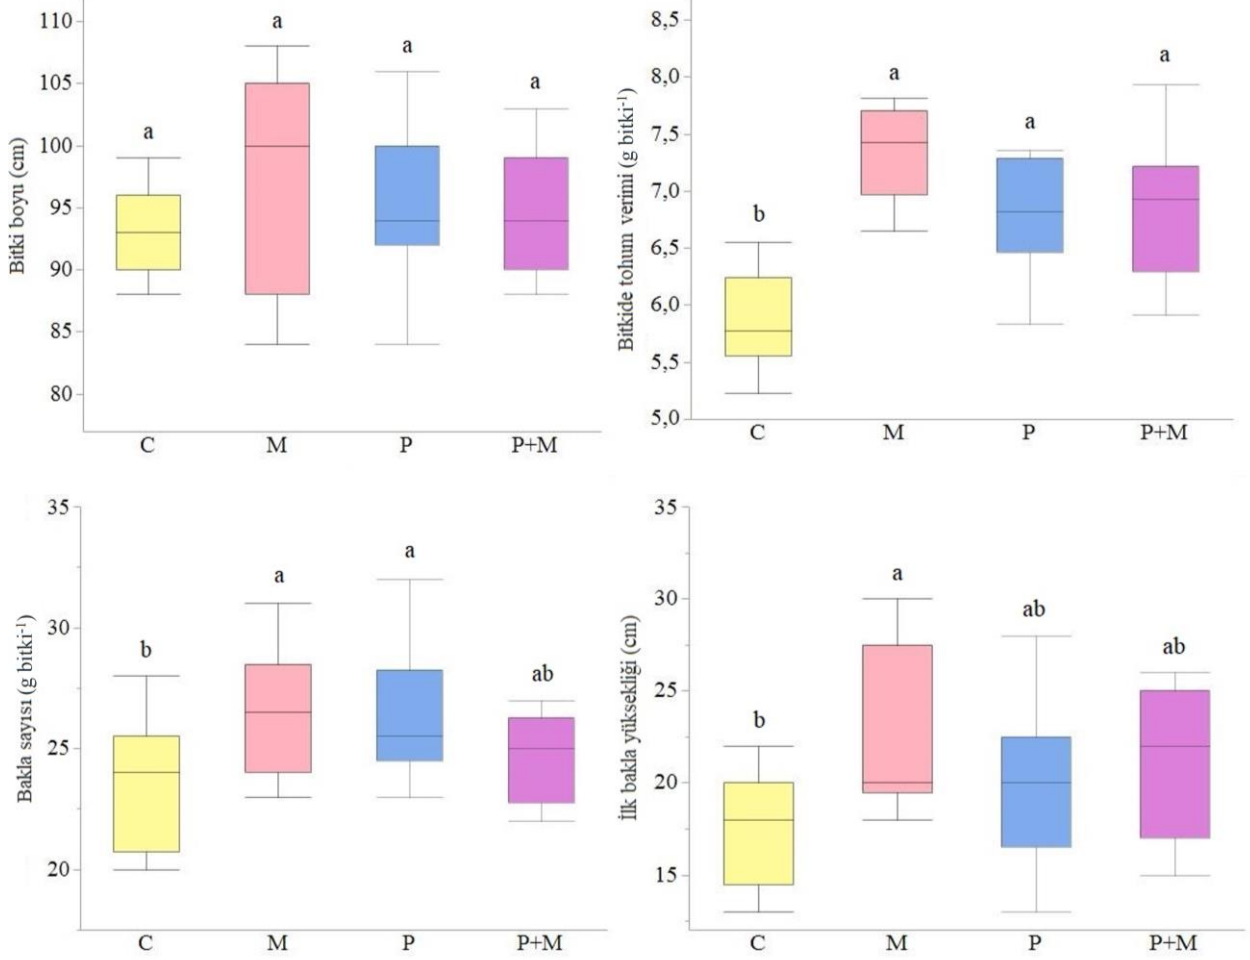 Bitki boyu (cm)
110
105
100
95
90
85
80
a
a
a
a
C
M
P
P+M
Bitkide tohum verimi (g bitki⁻¹)
8,5
8,0
7,5
7,0
6,5
6,0
5,5
5,0
b
a
a
a
C
M
P
P+M
Bakla sayısı (g bitki⁻¹)
35
30
25
20
b
a
a
ab
C
M
P
P+M
İlk bakla yüksekliği (cm)
35
30
25
20
15
b
a
ab
ab
C
M
P
P+M